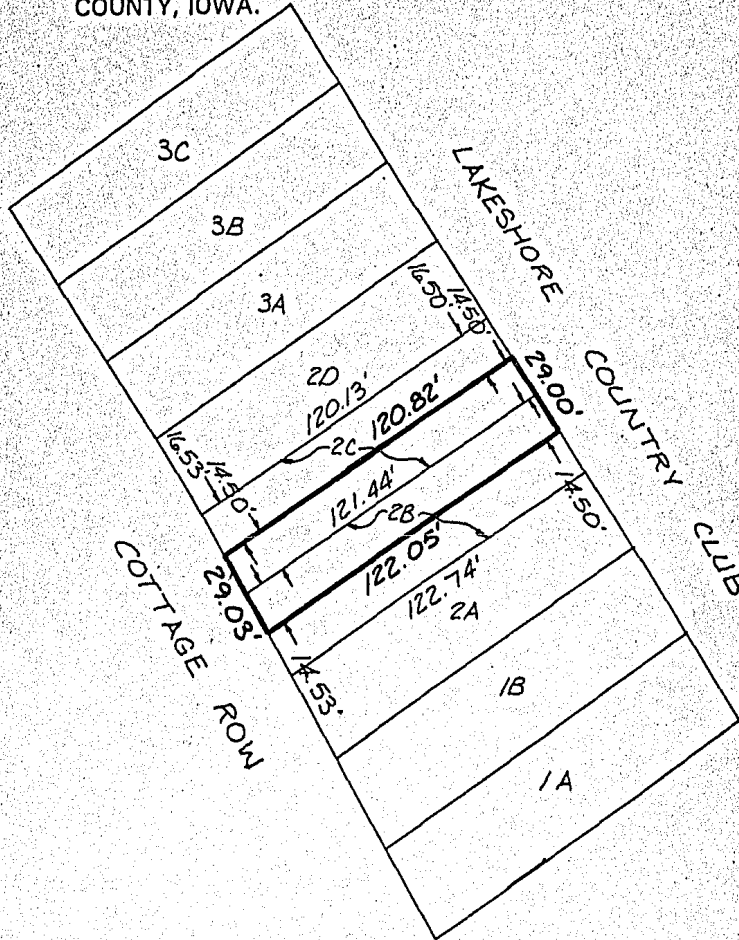 COUNTY, IOWA.
3C
3B
3A
LAKESHORE
COUNTRY
CLUB
16.50'
14.50'
29.00'
2D
120.13'
120.82'
2C
16.53'
14.50'
121.44'
2B
14.50'
122.05'
122.74'
2A
29.03'
14.53'
COTTAGE
ROW
1B
1A